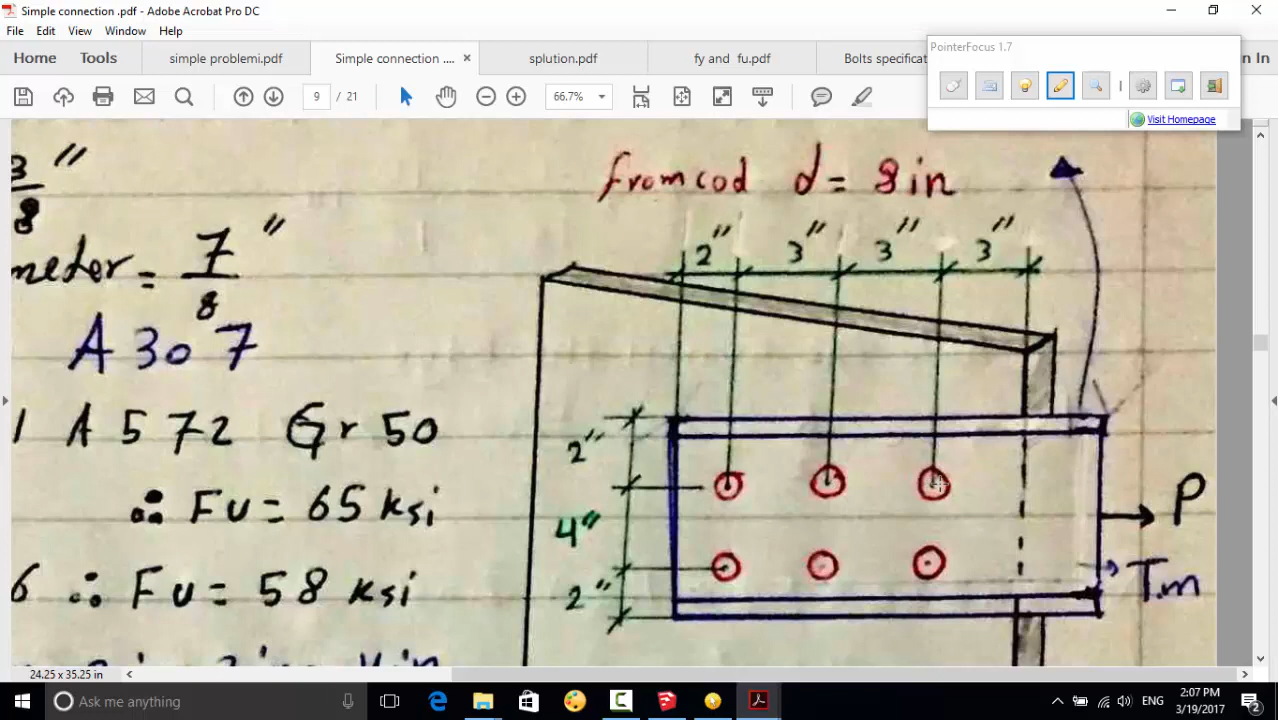 Simple connection .pdf - Adobe Acrobat Pro DC
File Edit View Window Help
Home Tools simple problemi.pdf Simple connection .... × splution.pdf fy and fu.pdf Bolts specificat n In
PointerFocus 1.7
Visit Homepage
9 / 21 66.7%
3/8"
from cod d = 8 in
meter = 7/8"
2" 3" 3" 3"
A 307
1 A 572 Gr 50
∴ Fu = 65 ksi
6 ∴ Fu = 58 ksi
2"
4"
2"
P
T.m
24.25 x 35.25 in
Ask me anything
ENG
2:07 PM
3/19/2017
2